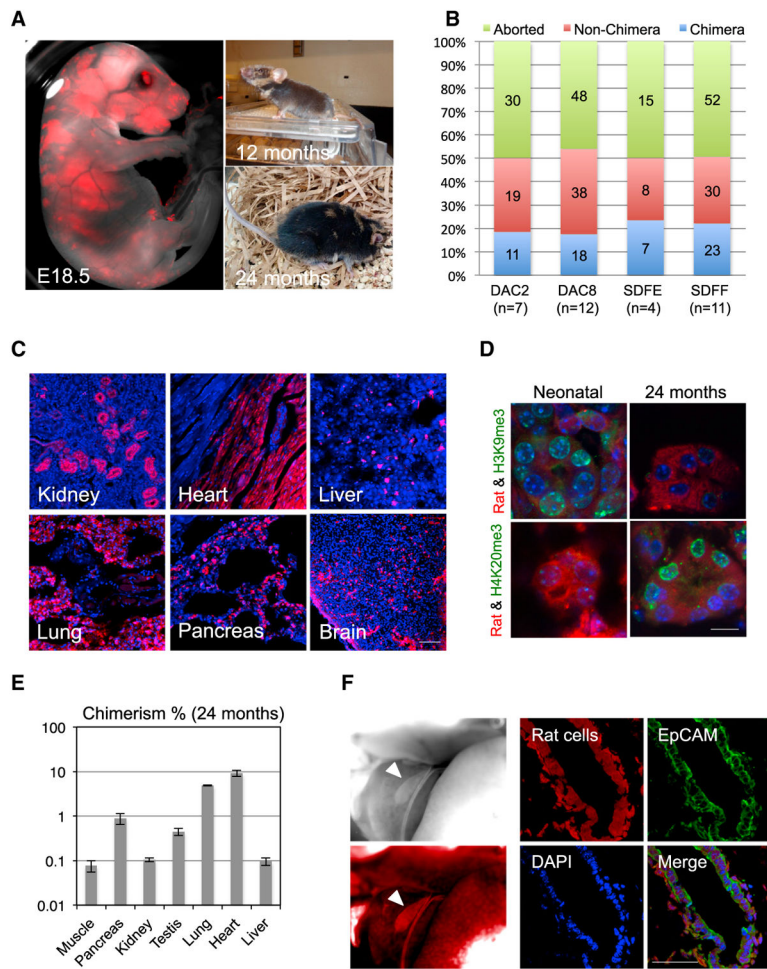 A
E18.5
12 months
24 months
B
Aborted Non-Chimera Chimera
100%
90%
80%
70%
60%
50%
40%
30%
20%
10%
0%
30 48 15 52
19 38 8 30
11 18 7 23
DAC2 DAC8 SDFE SDFF
(n=7) (n=12) (n=4) (n=11)
C
Kidney Heart Liver
Lung Pancreas Brain
D
Neonatal 24 months
Rat & H3K9me3
Rat & H4K20me3
E
Chimerism % (24 months)
100
10
1
0.1
0.01
Muscle Pancreas Kidney Testis Lung Heart Liver
F
Rat cells EpCAM
DAPI Merge